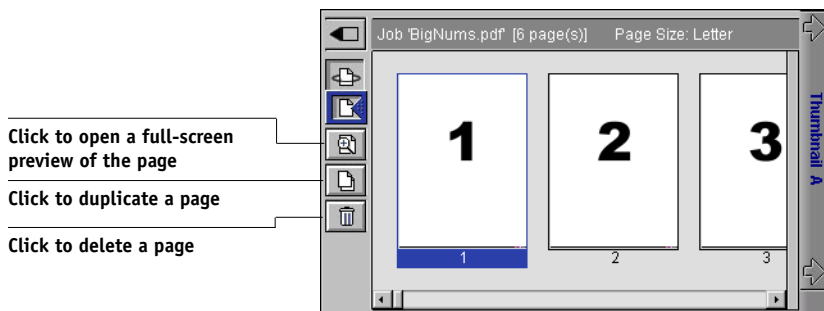 Job 'BigNums.pdf' [6 page(s)] Page Size: Letter
Click to open a full-screen
preview of the page
Click to duplicate a page
Click to delete a page
1
2
3
1
2
3
Thumbnail A